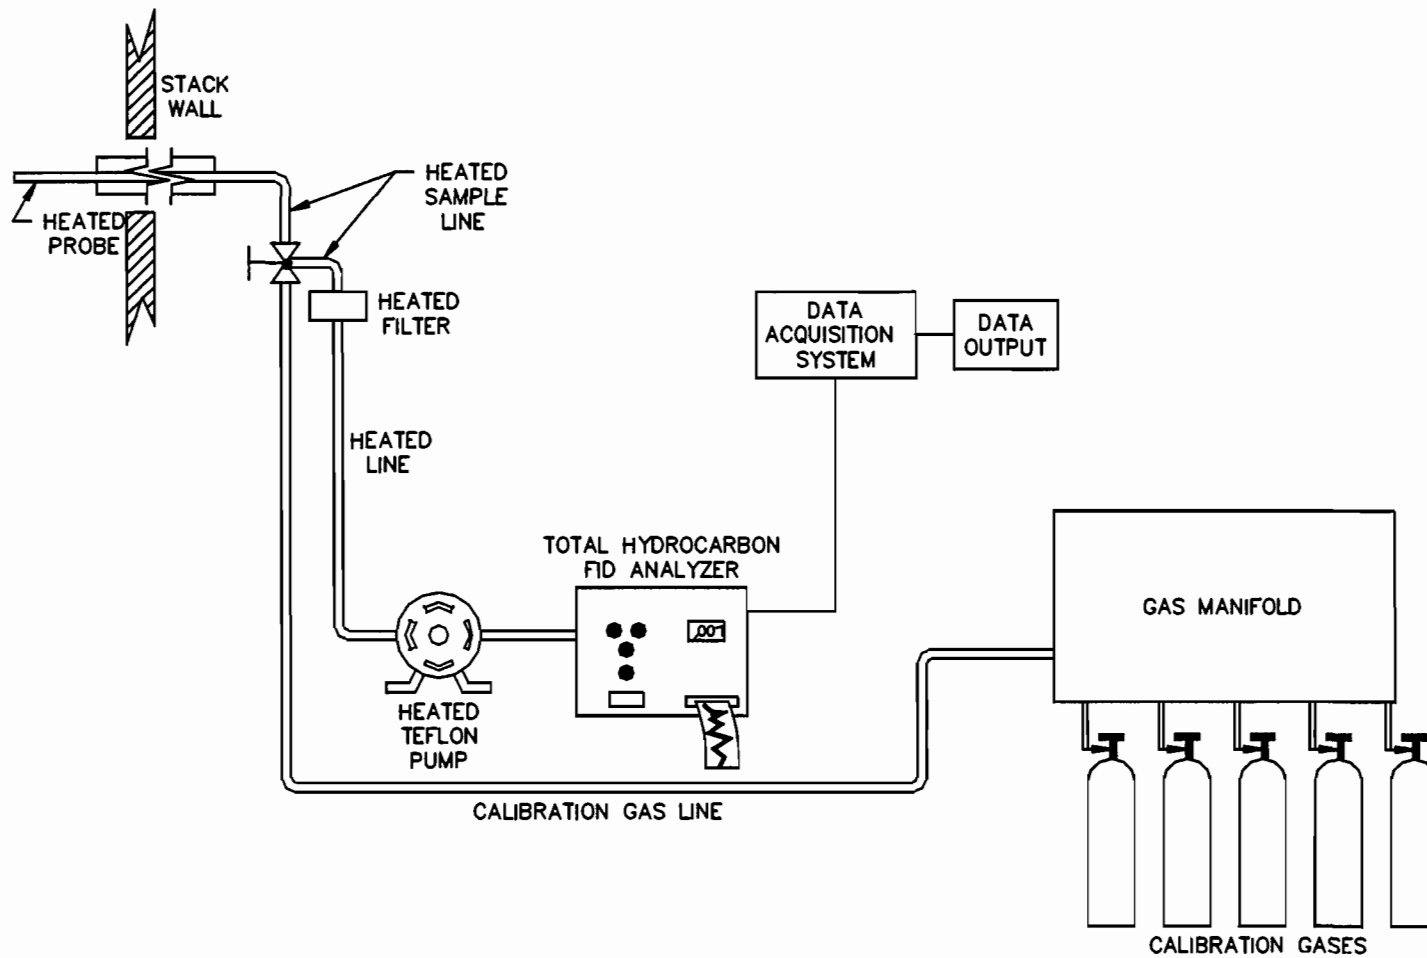 STACK
WALL
HEATED
SAMPLE
LINE
HEATED
PROBE
HEATED
FILTER
DATA
ACQUISITION
SYSTEM
DATA
OUTPUT
HEATED
LINE
TOTAL HYDROCARBON
FID ANALYZER
GAS MANIFOLD
.001
HEATED
TEFLON
PUMP
CALIBRATION GAS LINE
CALIBRATION GASES